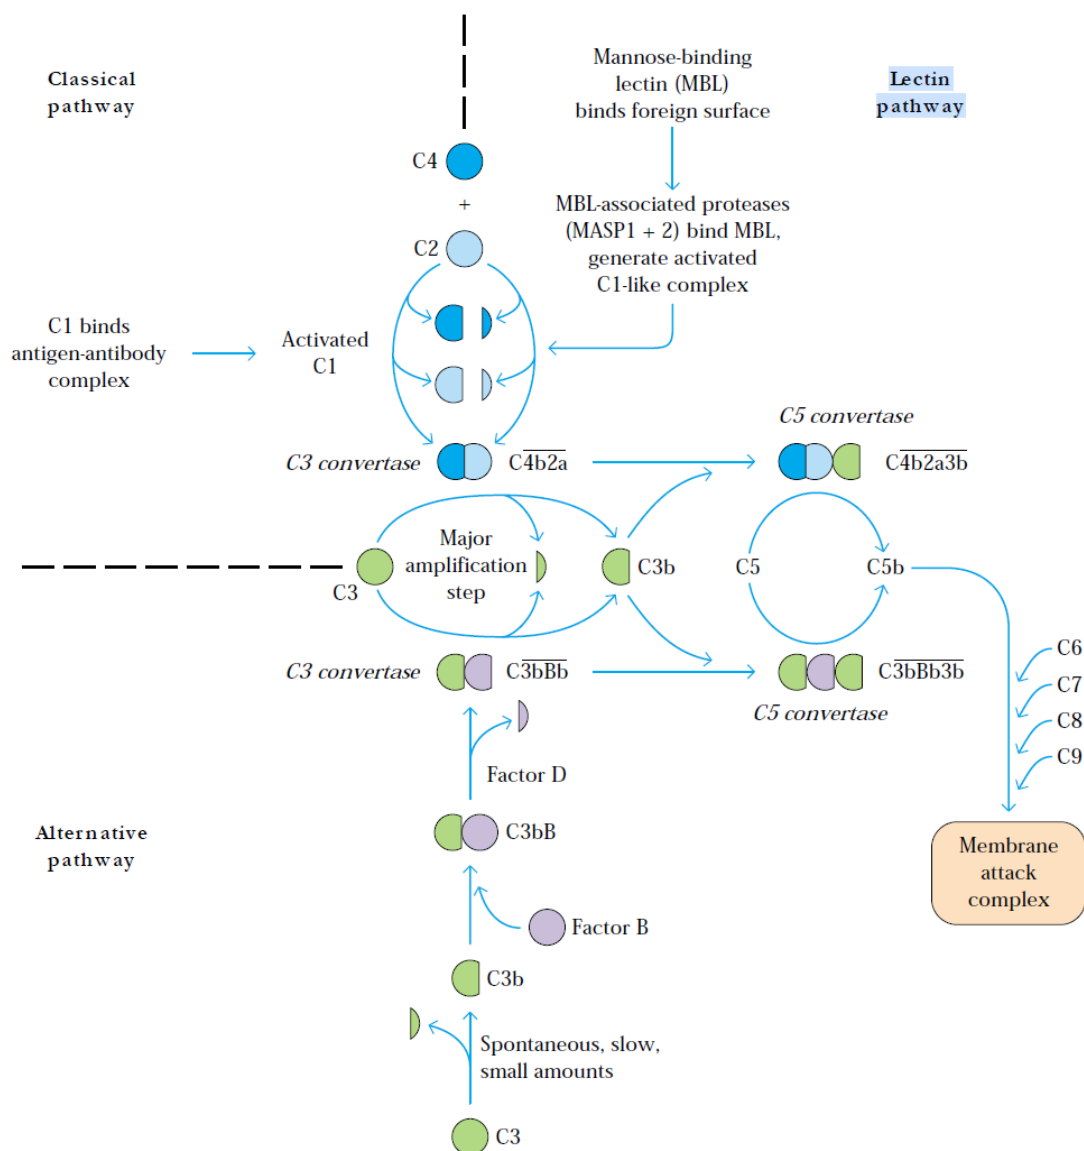 Classical
pathway
Mannose-binding
lectin (MBL)
binds foreign surface
Lectin
pathway
C4
+
C2
MBL-associated proteases
(MASP1 + 2) bind MBL,
generate activated
C1-like complex
C1 binds
antigen-antibody
complex
Activated
C1
C3 convertase
C4b2a
C5 convertase
C4b2a3b
C3
Major
amplification
step
C3b
C5
C5b
C3 convertase
C3bBb
C3bBb3b
C5 convertase
C6
C7
C8
C9
Factor D
Alternative
pathway
C3bB
Membrane
attack
complex
Factor B
C3b
Spontaneous, slow,
small amounts
C3